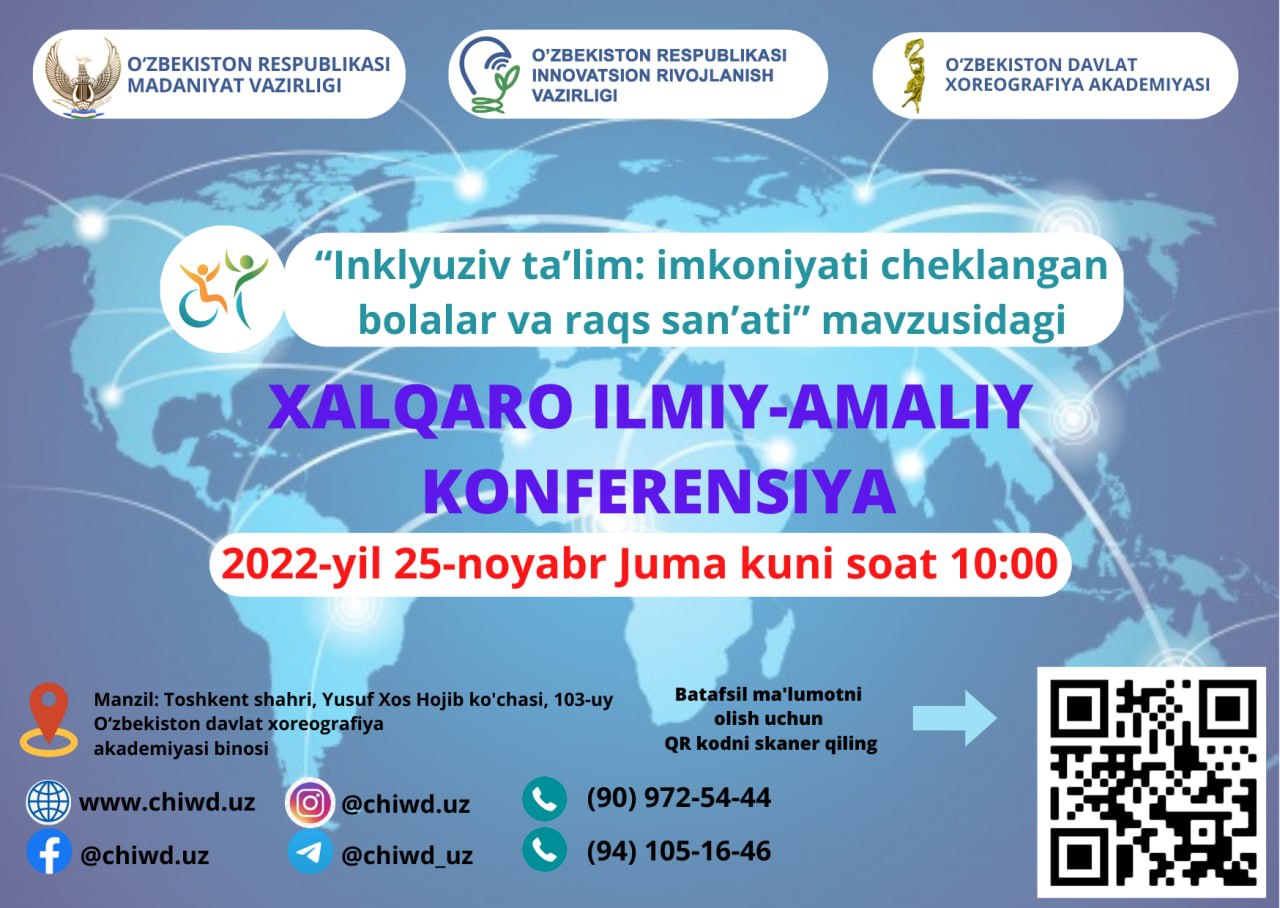 O‘ZBEKISTON RESPUBLIKASI
MADANIYAT VAZIRLIGI
O’ZBEKISTON RESPUBLIKASI
INNOVATSION RIVOJLANISH
VAZIRLIGI
O‘ZBEKISTON DAVLAT
XOREOGRAFIYA AKADEMIYASI
“Inklyuziv ta’lim: imkoniyati cheklangan
bolalar va raqs san’ati” mavzusidagi
XALQARO ILMIY-AMALIY
KONFERENSIYA
2022-yil 25-noyabr Juma kuni soat 10:00
Manzil: Toshkent shahri, Yusuf Xos Hojib ko'chasi, 103-uy
O‘zbekiston davlat xoreografiya
akademiyasi binosi
Batafsil ma'lumotni
olish uchun
QR kodni skaner qiling
www.chiwd.uz
@chiwd.uz
(90) 972-54-44
@chiwd.uz
@chiwd_uz
(94) 105-16-46